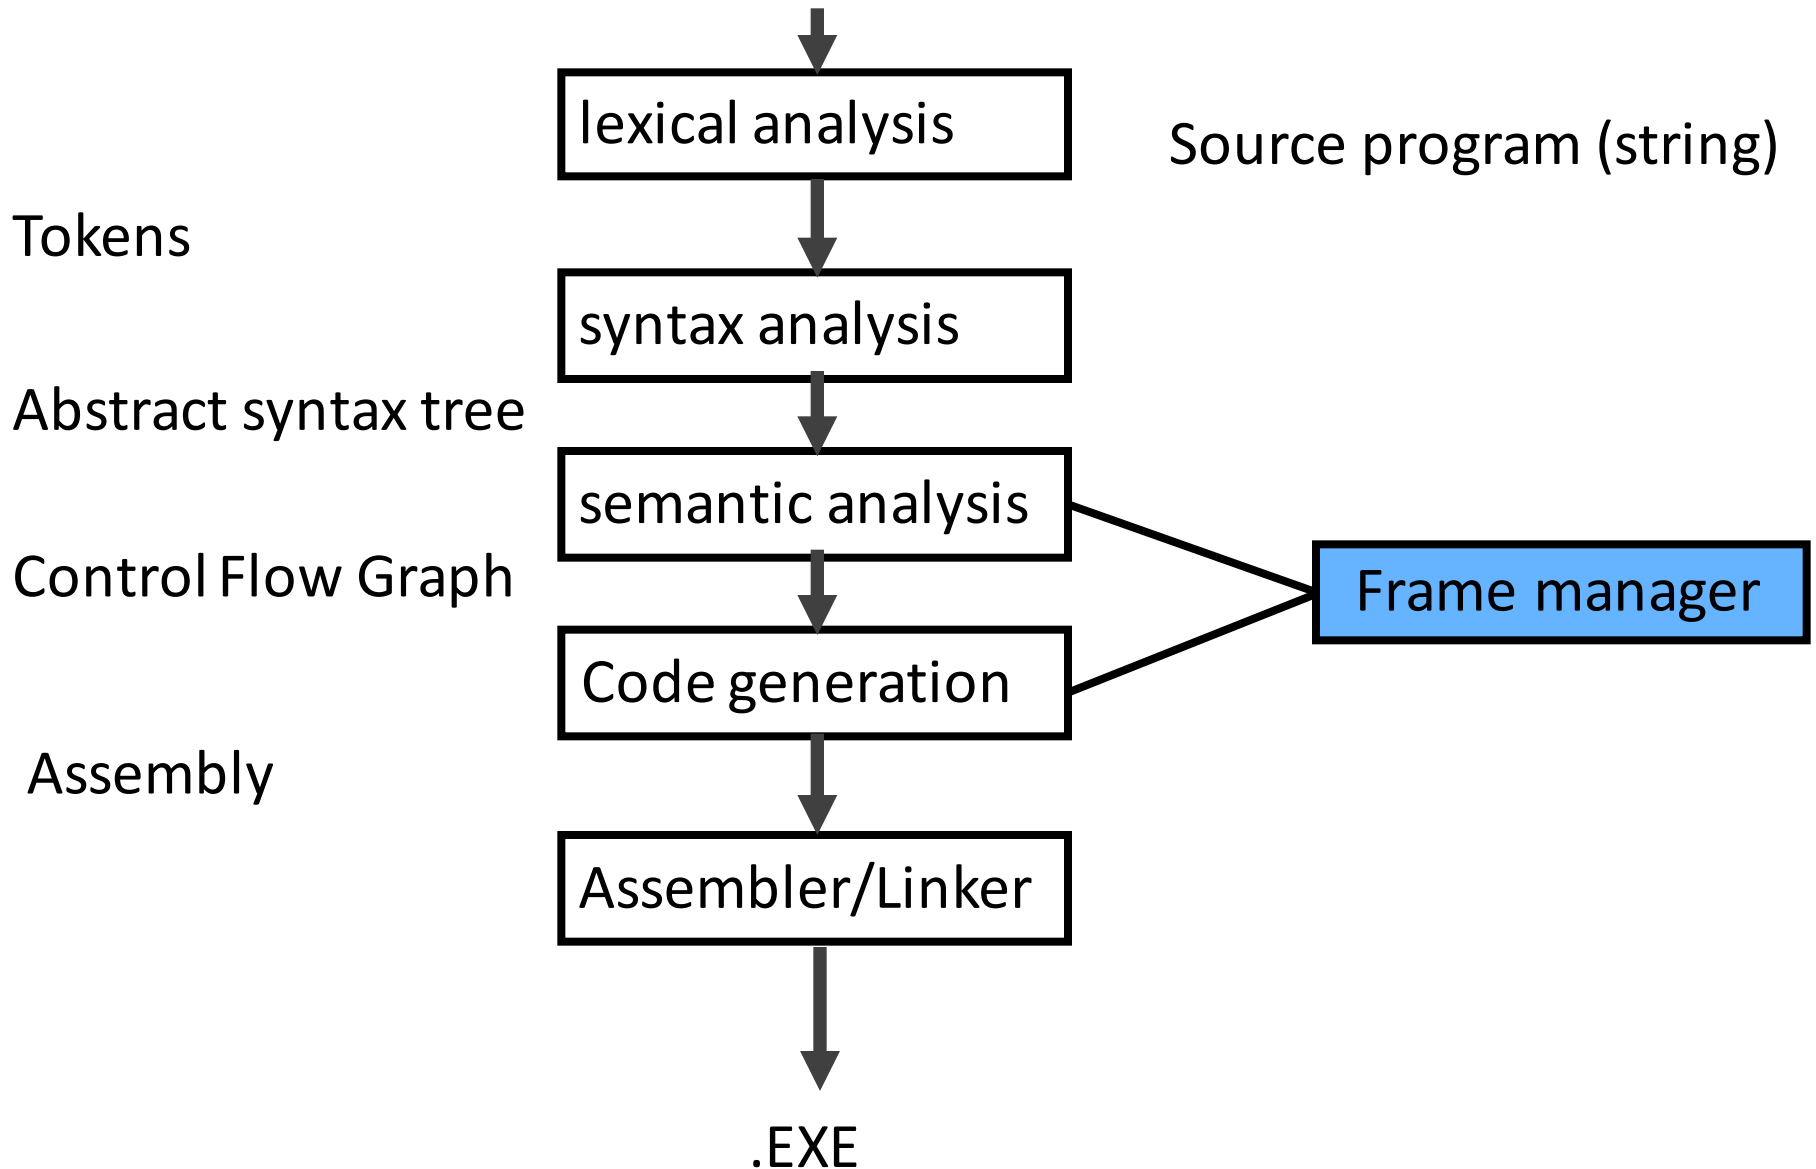 lexical analysis
Source program (string)
Tokens
syntax analysis
Abstract syntax tree
semantic analysis
Control Flow Graph
Frame manager
Code generation
Assembly
Assembler/Linker
.EXE